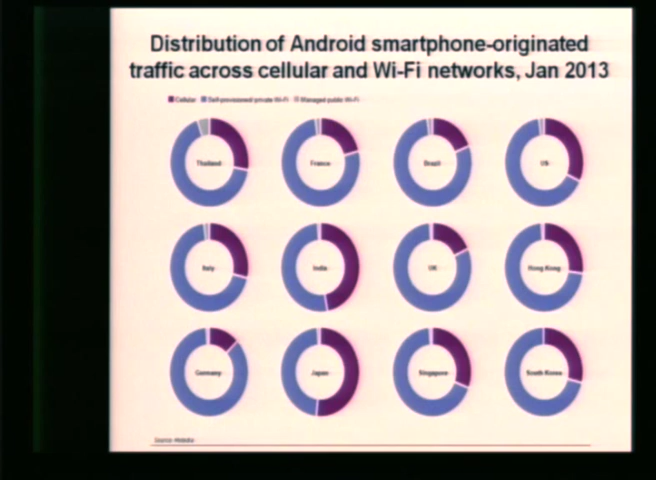 Distribution of Android smartphone-originated
traffic across cellular and Wi-Fi networks, Jan 2013
Cellular Self-provisioned/private Wi-Fi Managed public Wi-Fi
Thailand France Brazil US
Italy India UK Hong Kong
Germany Japan Singapore South Korea
Source: Mobidia